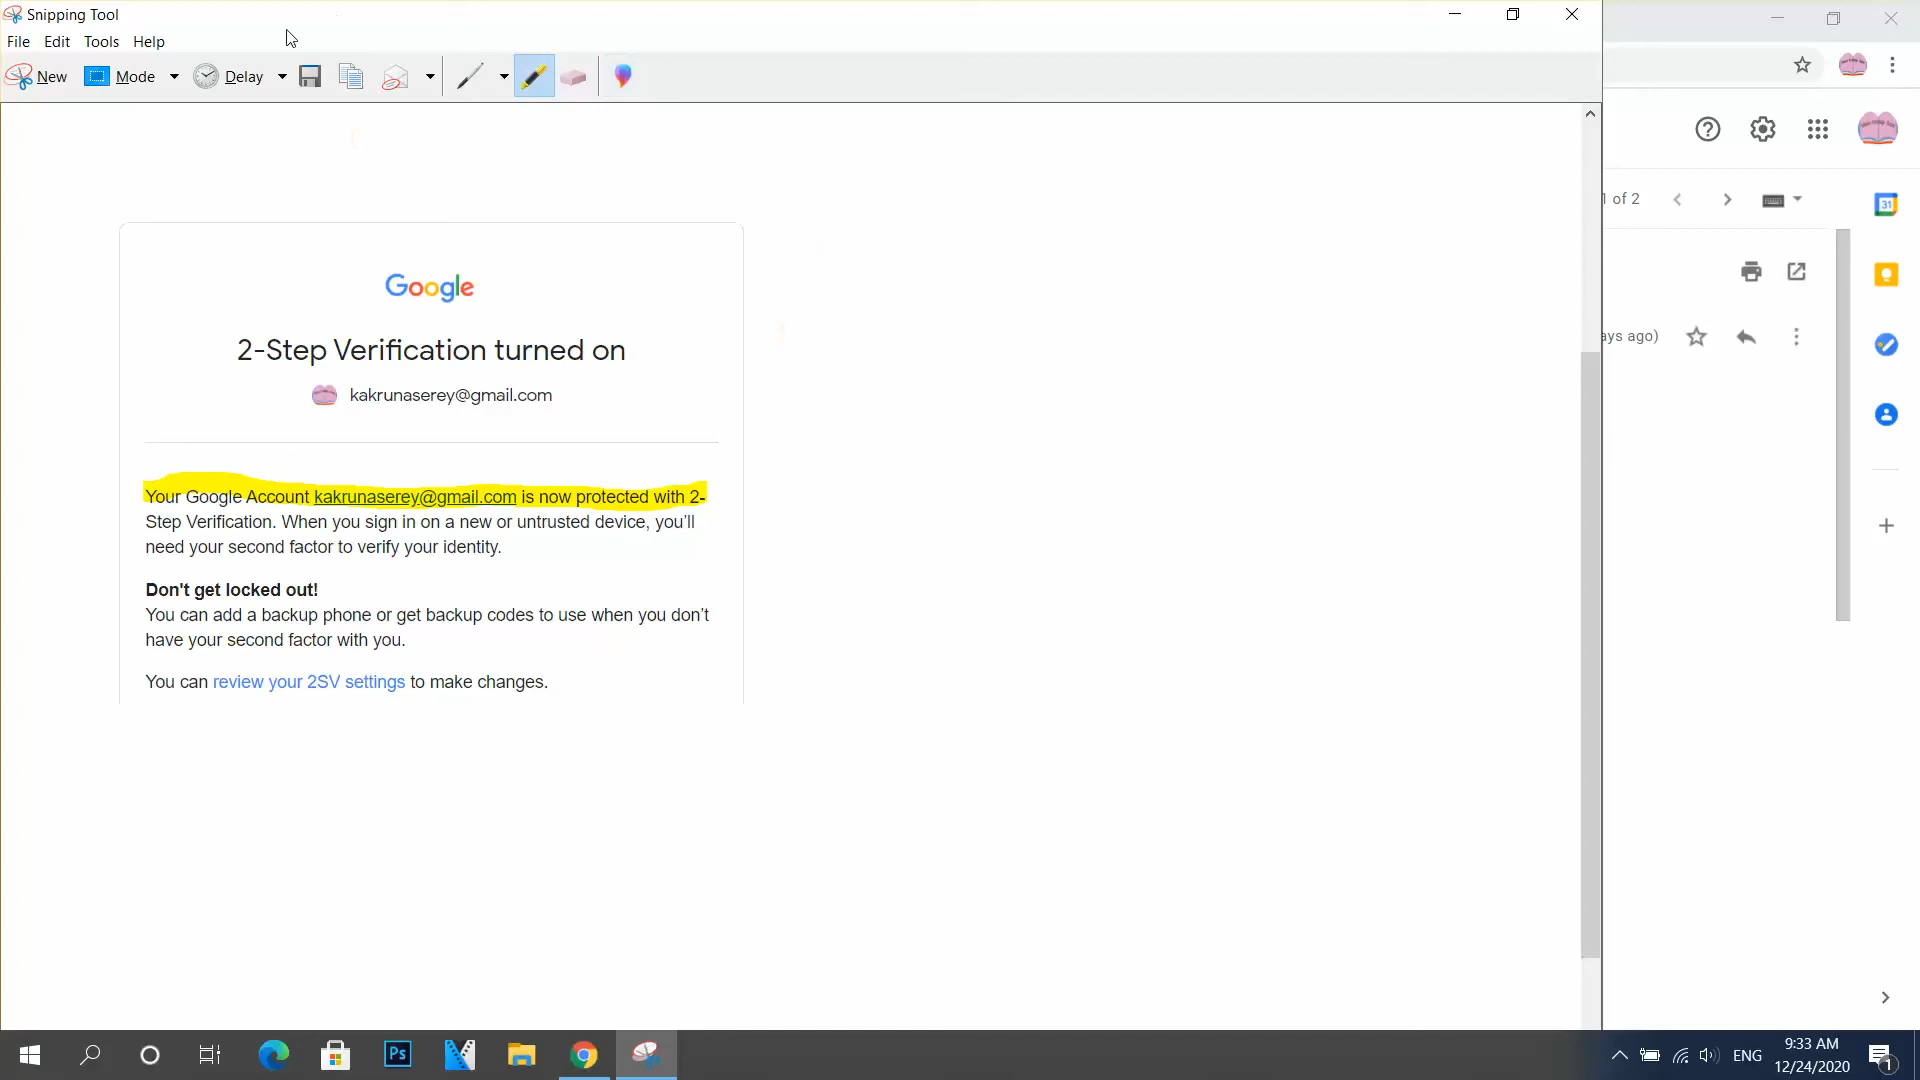 Snipping Tool
File Edit Tools Help
New Mode Delay
1 of 2
31
Google
ays ago)
2-Step Verification turned on
kakrunaserey@gmail.com
Your Google Account kakrunaserey@gmail.com is now protected with 2-
Step Verification. When you sign in on a new or untrusted device, you'll
need your second factor to verify your identity.
Don't get locked out!
You can add a backup phone or get backup codes to use when you don't
have your second factor with you.
You can review your 2SV settings to make changes.
Ps
ENG
9:33 AM
12/24/2020
1